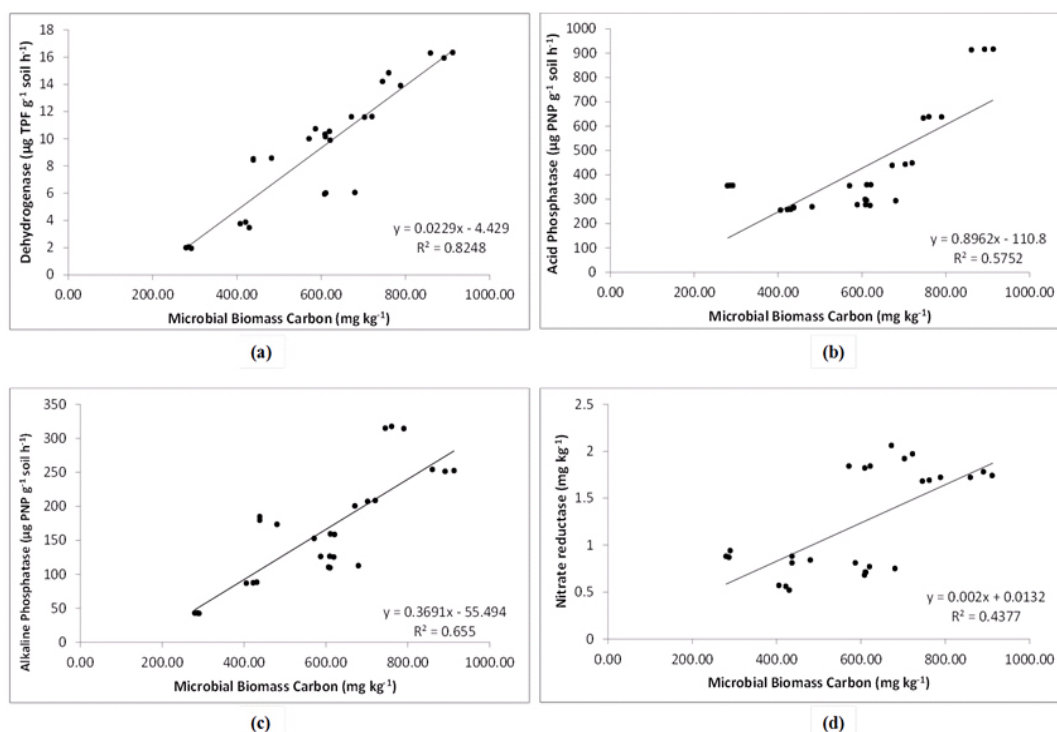 Dehydrogenase (µg TPF g⁻¹ soil h⁻¹)
18
16
14
12
10
8
6
4
2
0
y = 0.0229x - 4.429
R² = 0.8248
0.00 200.00 400.00 600.00 800.00 1000.00
Microbial Biomass Carbon (mg kg⁻¹)
(a)
Acid Phosphatase (µg PNP g⁻¹ soil h⁻¹)
1000
900
800
700
600
500
400
300
200
100
0
y = 0.8962x - 110.8
R² = 0.5752
0.00 200.00 400.00 600.00 800.00 1000.00
Microbial Biomass Carbon (mg kg⁻¹)
(b)
Alkaline Phosphatase (µg PNP g⁻¹ soil h⁻¹)
350
300
250
200
150
100
50
0
y = 0.3691x - 55.494
R² = 0.655
0.00 200.00 400.00 600.00 800.00 1000.00
Microbial Biomass Carbon (mg kg⁻¹)
(c)
Nitrate reductase (mg kg⁻¹)
2.5
2
1.5
1
0.5
0
y = 0.002x + 0.0132
R² = 0.4377
0.00 200.00 400.00 600.00 800.00 1000.00
Microbial Biomass Carbon (mg kg⁻¹)
(d)